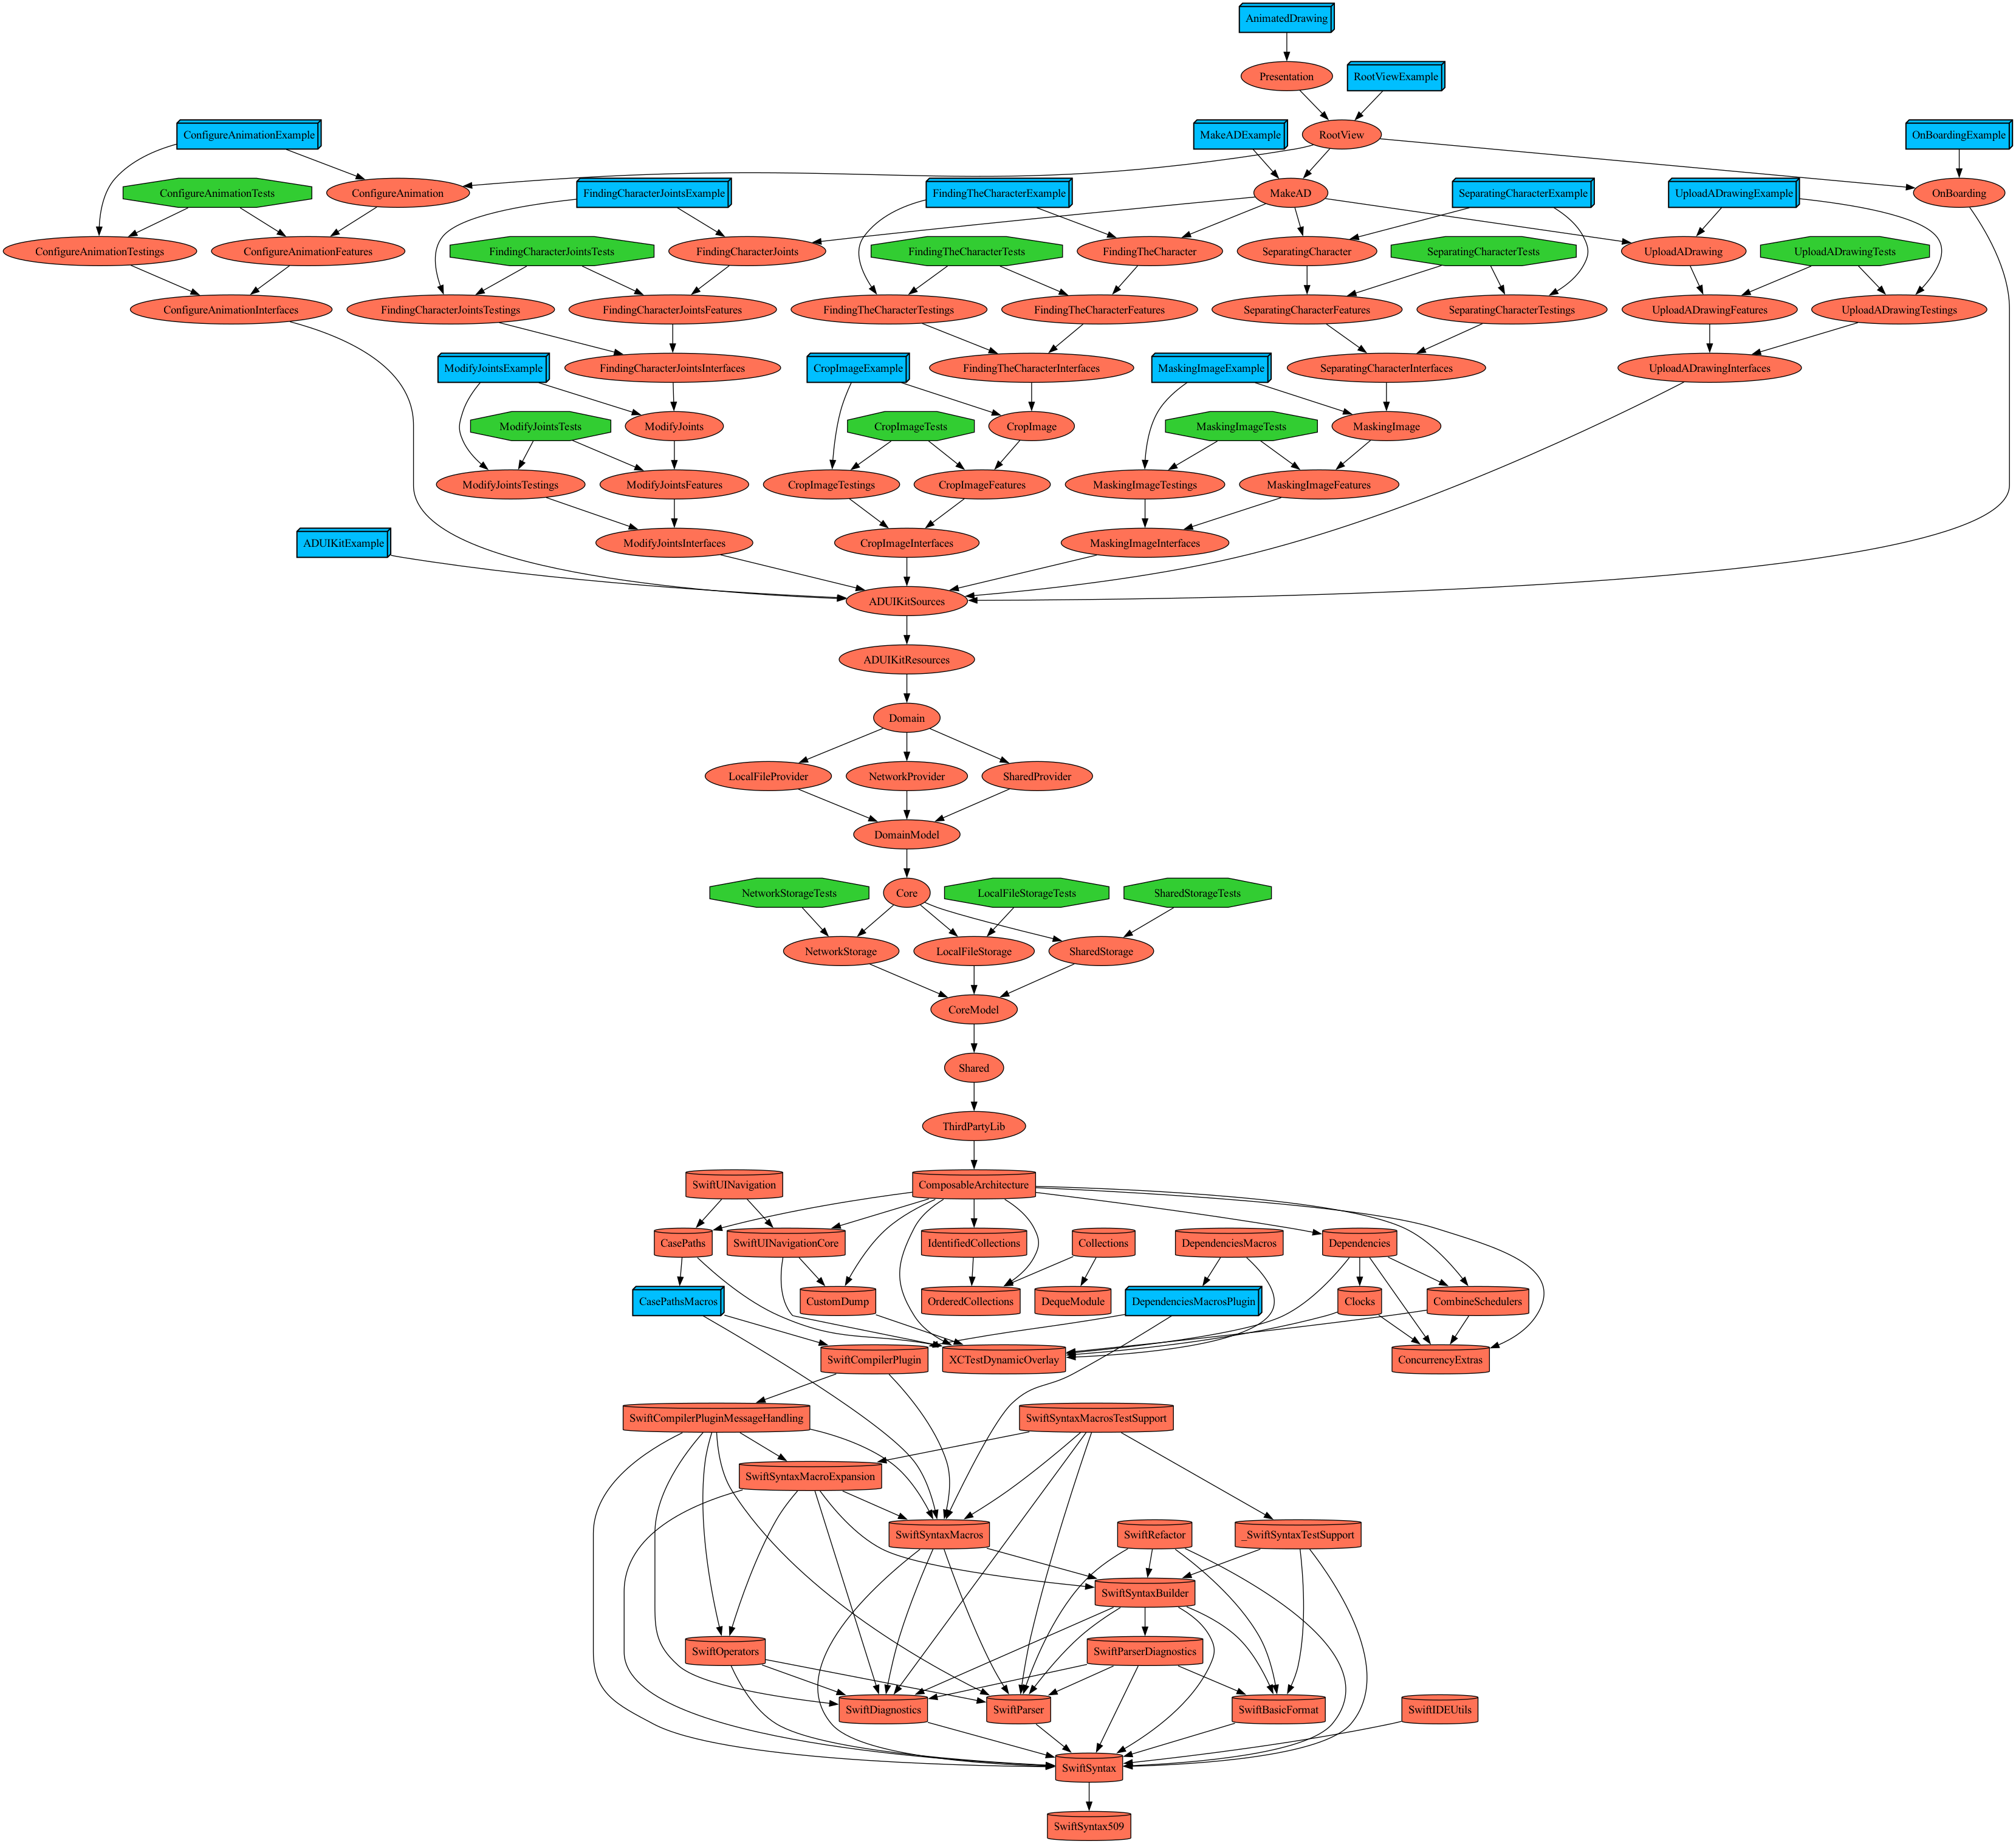 AnimatedDrawing
Presentation
RootViewExample
ConfigureAnimationExample
MakeADExample
RootView
OnBoardingExample
ConfigureAnimationTests
ConfigureAnimation
FindingCharacterJointsExample
FindingTheCharacterExample
MakeAD
SeparatingCharacterExample
UploadADrawingExample
OnBoarding
ConfigureAnimationTestings
ConfigureAnimationFeatures
FindingCharacterJointsTests
FindingCharacterJoints
FindingTheCharacterTests
FindingTheCharacter
SeparatingCharacter
SeparatingCharacterTests
UploadADrawing
UploadADrawingTests
ConfigureAnimationInterfaces
FindingCharacterJointsTestings
FindingCharacterJointsFeatures
FindingTheCharacterTestings
FindingTheCharacterFeatures
SeparatingCharacterFeatures
SeparatingCharacterTestings
UploadADrawingFeatures
UploadADrawingTestings
ModifyJointsExample
FindingCharacterJointsInterfaces
CropImageExample
FindingTheCharacterInterfaces
MaskingImageExample
SeparatingCharacterInterfaces
UploadADrawingInterfaces
ModifyJointsTests
ModifyJoints
CropImageTests
CropImage
MaskingImageTests
MaskingImage
ModifyJointsTestings
ModifyJointsFeatures
CropImageTestings
CropImageFeatures
MaskingImageTestings
MaskingImageFeatures
ADUIKitExample
ModifyJointsInterfaces
CropImageInterfaces
MaskingImageInterfaces
ADUIKitSources
ADUIKitResources
Domain
LocalFileProvider
NetworkProvider
SharedProvider
DomainModel
NetworkStorageTests
Core
LocalFileStorageTests
SharedStorageTests
NetworkStorage
LocalFileStorage
SharedStorage
CoreModel
Shared
ThirdPartyLib
SwiftUINavigation
ComposableArchitecture
CasePaths
SwiftUINavigationCore
IdentifiedCollections
Collections
DependenciesMacros
Dependencies
CasePathsMacros
CustomDump
OrderedCollections
DequeModule
DependenciesMacrosPlugin
Clocks
CombineSchedulers
SwiftCompilerPlugin
XCTestDynamicOverlay
ConcurrencyExtras
SwiftCompilerPluginMessageHandling
SwiftSyntaxMacrosTestSupport
SwiftSyntaxMacroExpansion
SwiftSyntaxMacros
SwiftRefactor
_SwiftSyntaxTestSupport
SwiftSyntaxBuilder
SwiftOperators
SwiftParserDiagnostics
SwiftDiagnostics
SwiftParser
SwiftBasicFormat
SwiftIDEUtils
SwiftSyntax
SwiftSyntax509